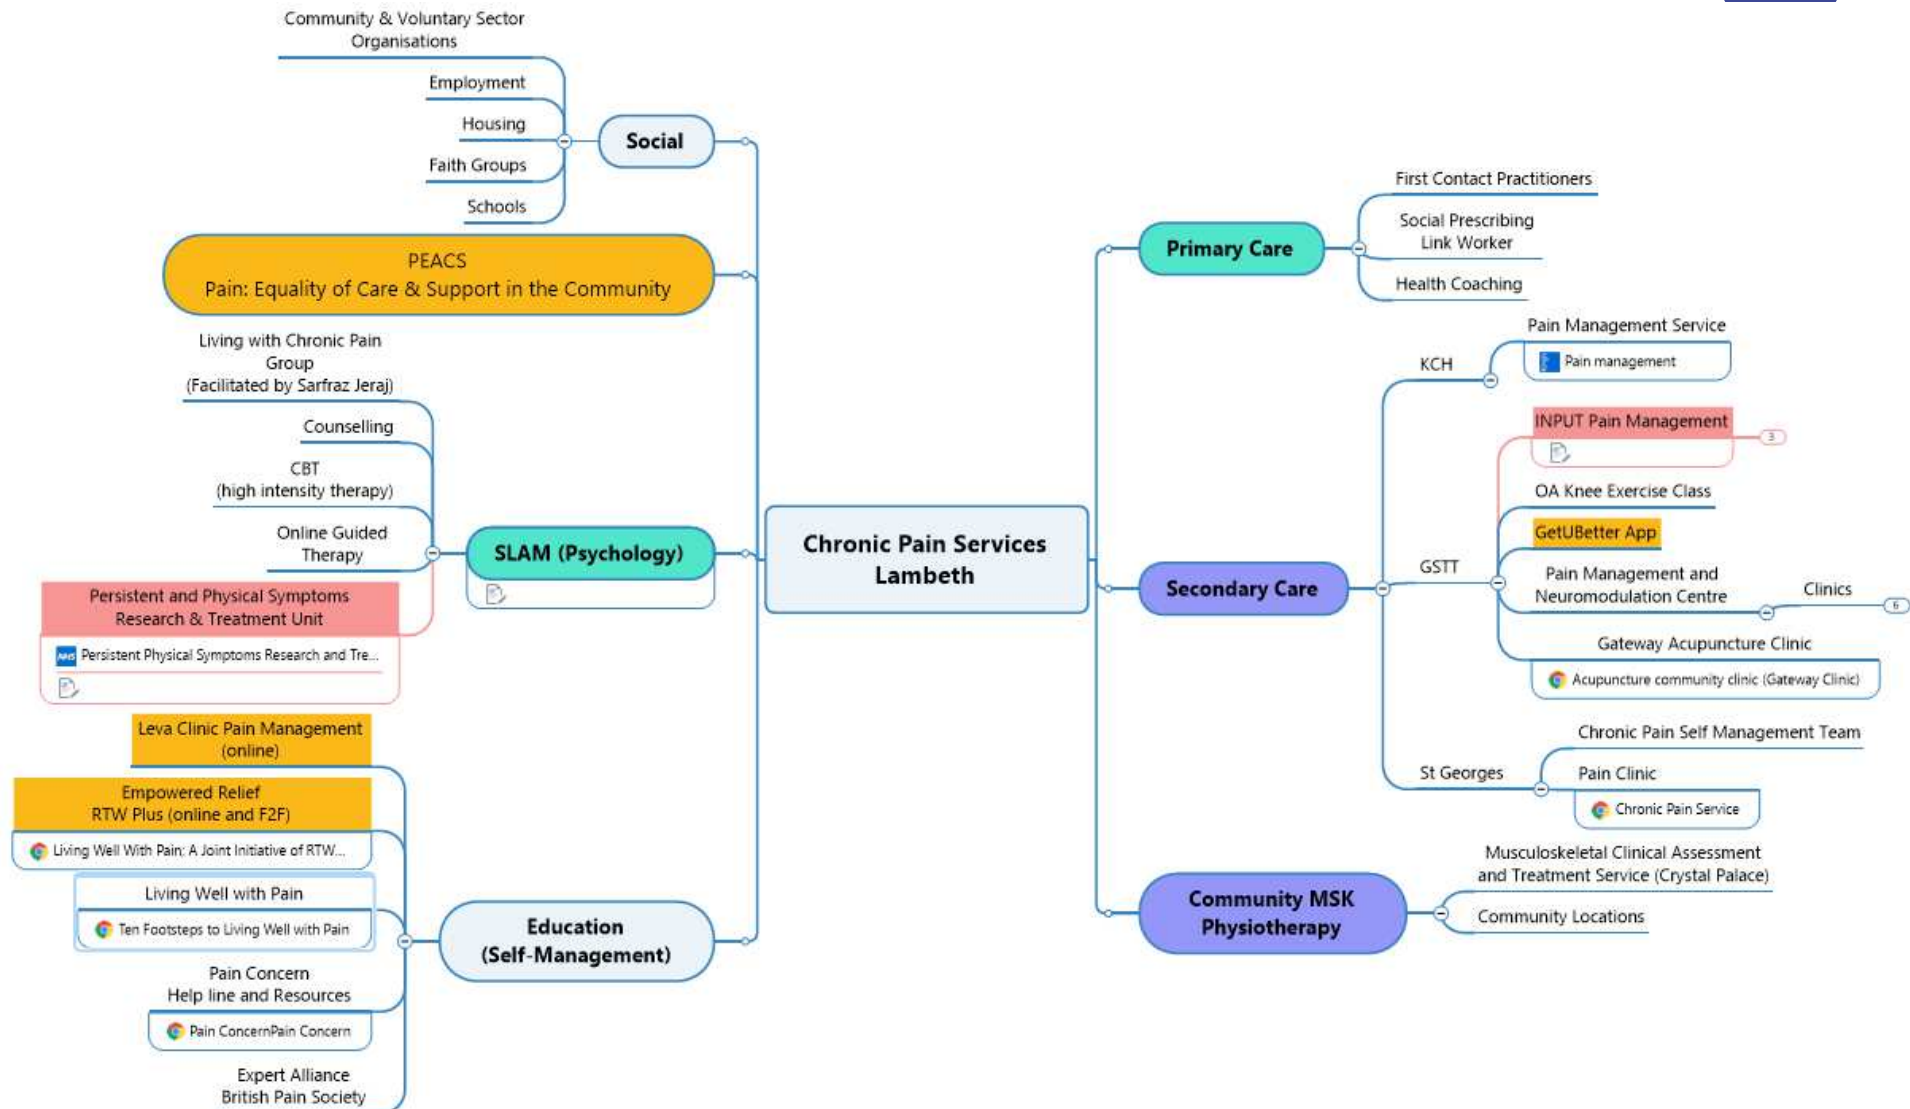 Community & Voluntary Sector
Organisations
Employment
Housing
Faith Groups
Schools
Social
PEACS
Pain: Equality of Care & Support in the Community
Living with Chronic Pain
Group
(Facilitated by Sarfraz Jeraj)
Counselling
CBT
(high intensity therapy)
Online Guided
Therapy
Persistent and Physical Symptoms
Research & Treatment Unit
NHS Persistent Physical Symptoms Research and Tre...
SLAM (Psychology)
Leva Clinic Pain Management
(online)
Empowered Relief
RTW Plus (online and F2F)
Living Well With Pain: A Joint Initiative of RTW...
Living Well with Pain
Ten Footsteps to Living Well with Pain
Pain Concern
Help line and Resources
Pain ConcernPain Concern
Expert Alliance
British Pain Society
Education
(Self-Management)
Chronic Pain Services
Lambeth
Primary Care
First Contact Practitioners
Social Prescribing
Link Worker
Health Coaching
Secondary Care
KCH
Pain Management Service
Pain management
GSTT
INPUT Pain Management
3
OA Knee Exercise Class
GetUBetter App
Pain Management and
Neuromodulation Centre
Clinics
6
Gateway Acupuncture Clinic
Acupuncture community clinic (Gateway Clinic)
St Georges
Chronic Pain Self Management Team
Pain Clinic
Chronic Pain Service
Community MSK
Physiotherapy
Musculoskeletal Clinical Assessment
and Treatment Service (Crystal Palace)
Community Locations